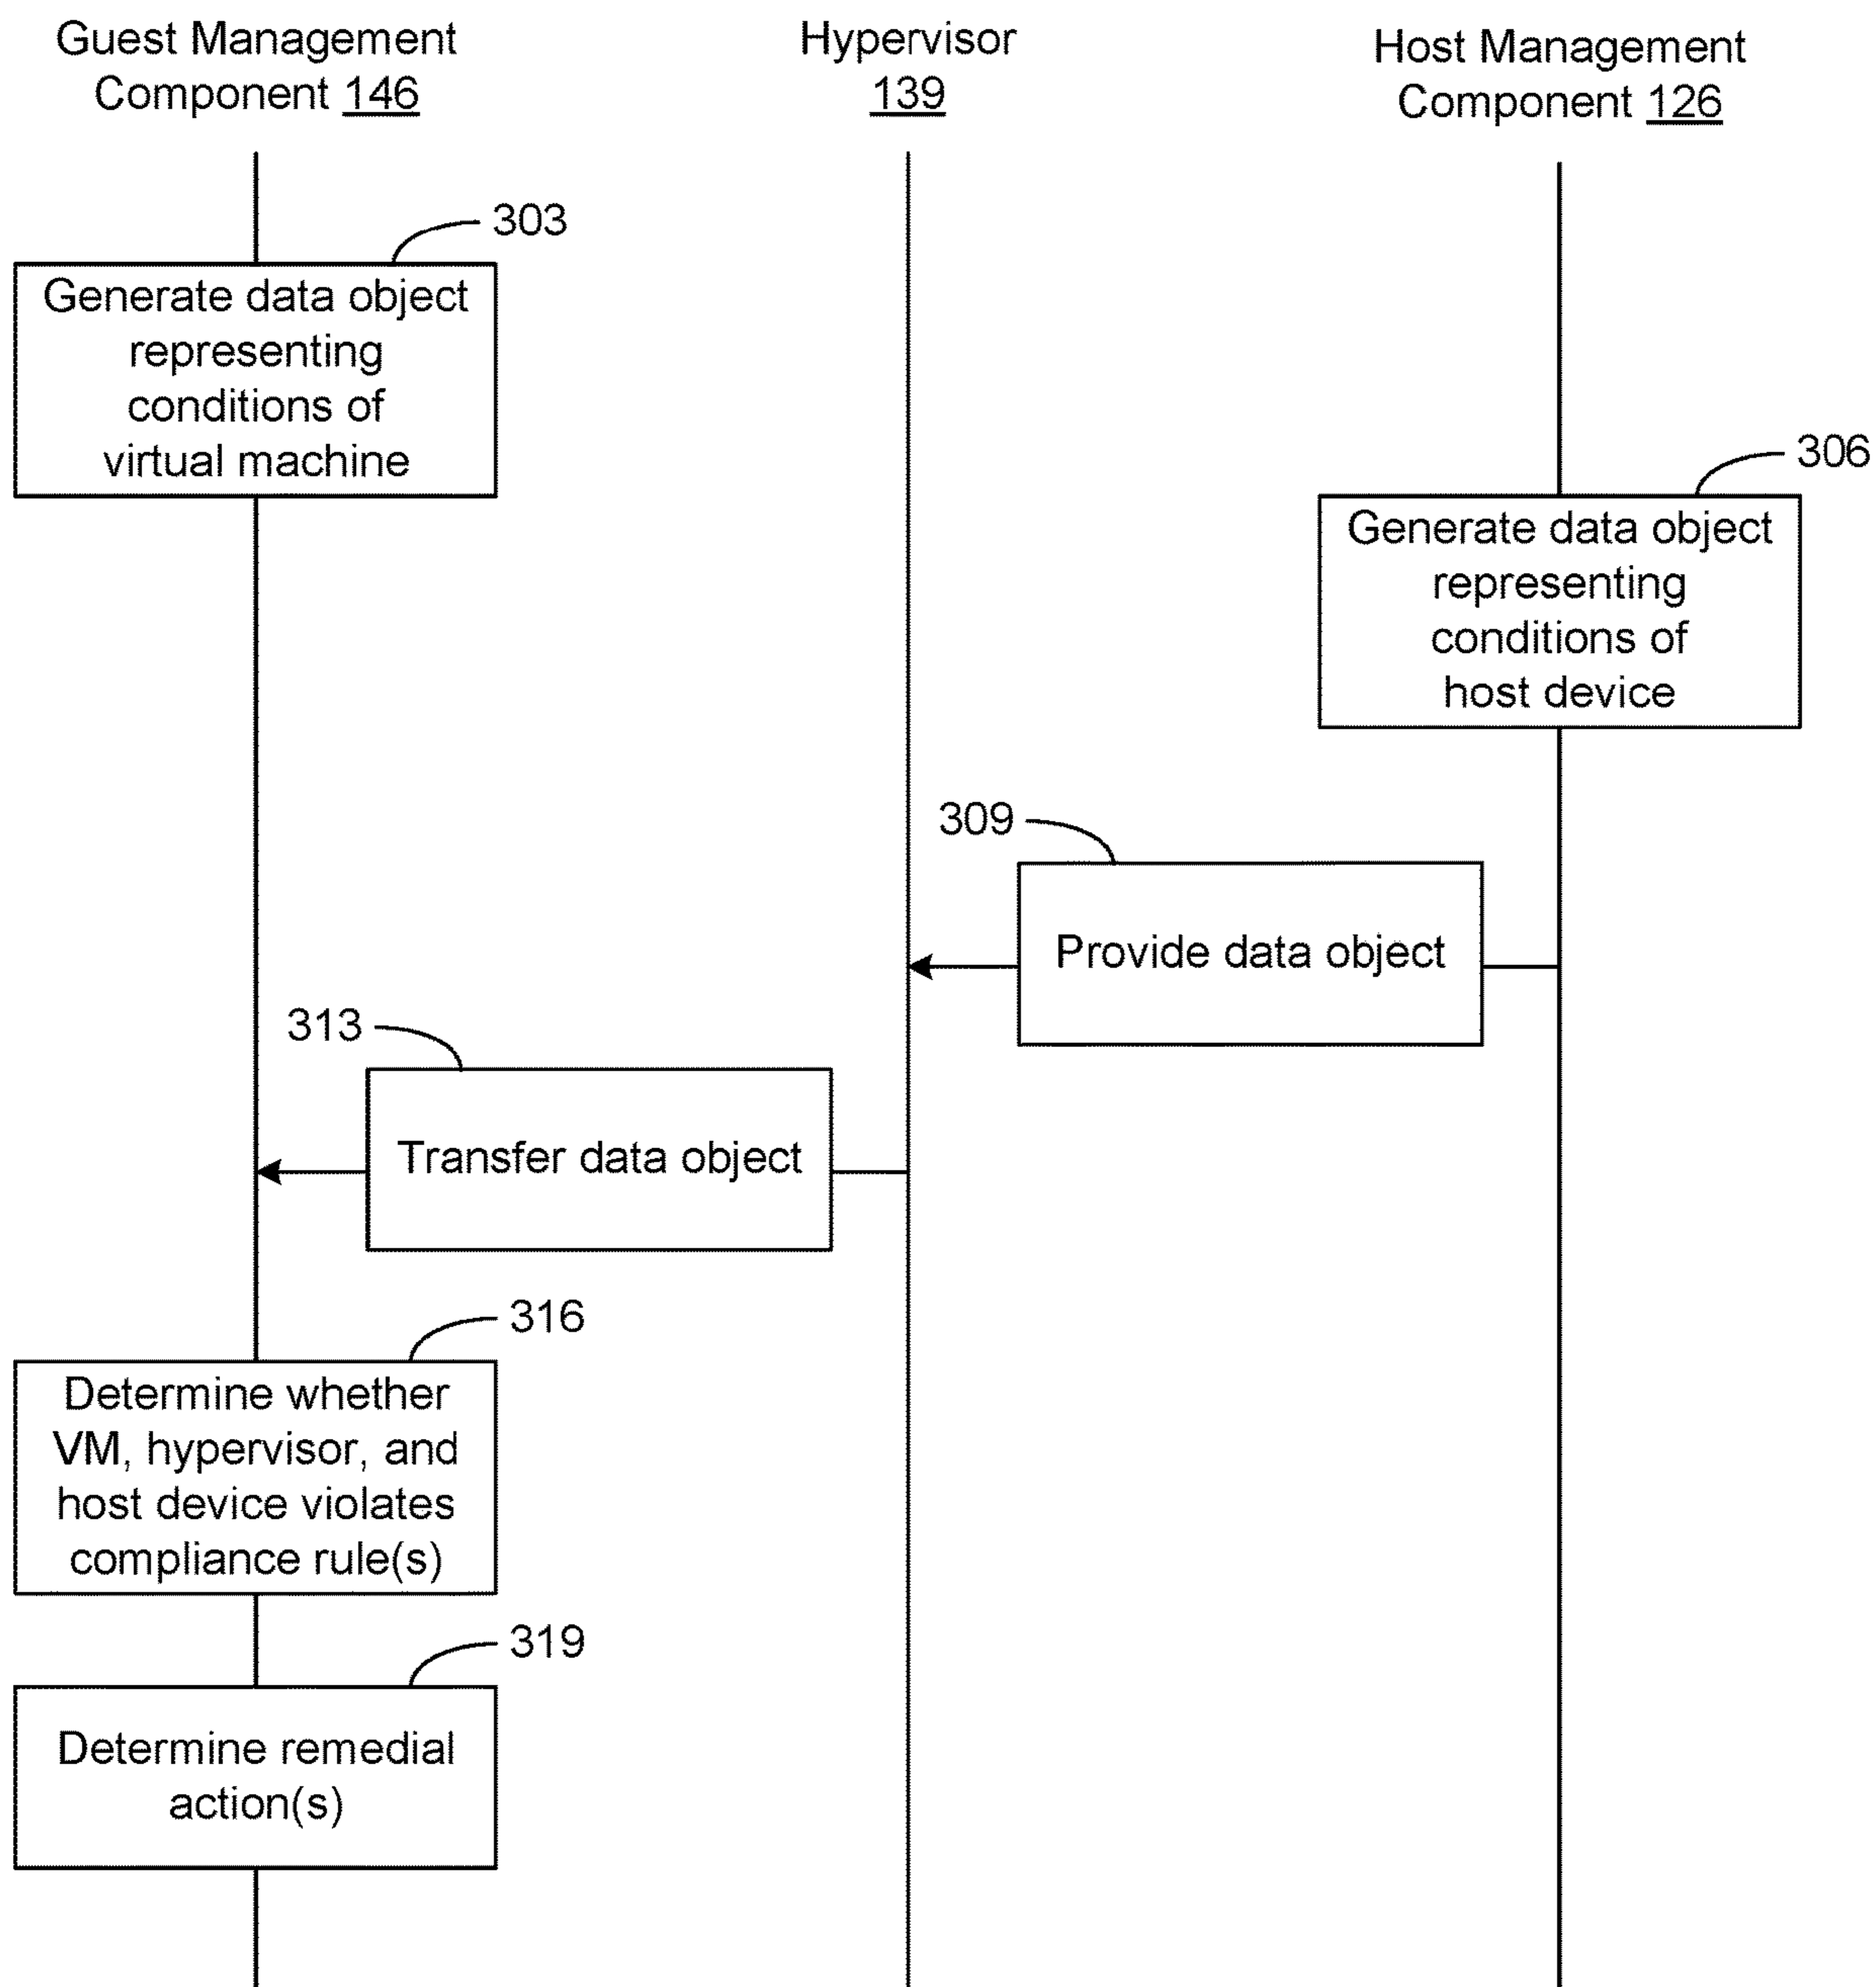 Guest Management
Component 146
Hypervisor
139
Host Management
Component 126
303
Generate data object
representing
conditions of
virtual machine
306
Generate data object
representing
conditions of
host device
309
Provide data object
313
Transfer data object
316
Determine whether
VM, hypervisor, and
host device violates
compliance rule(s)
319
Determine remedial
action(s)